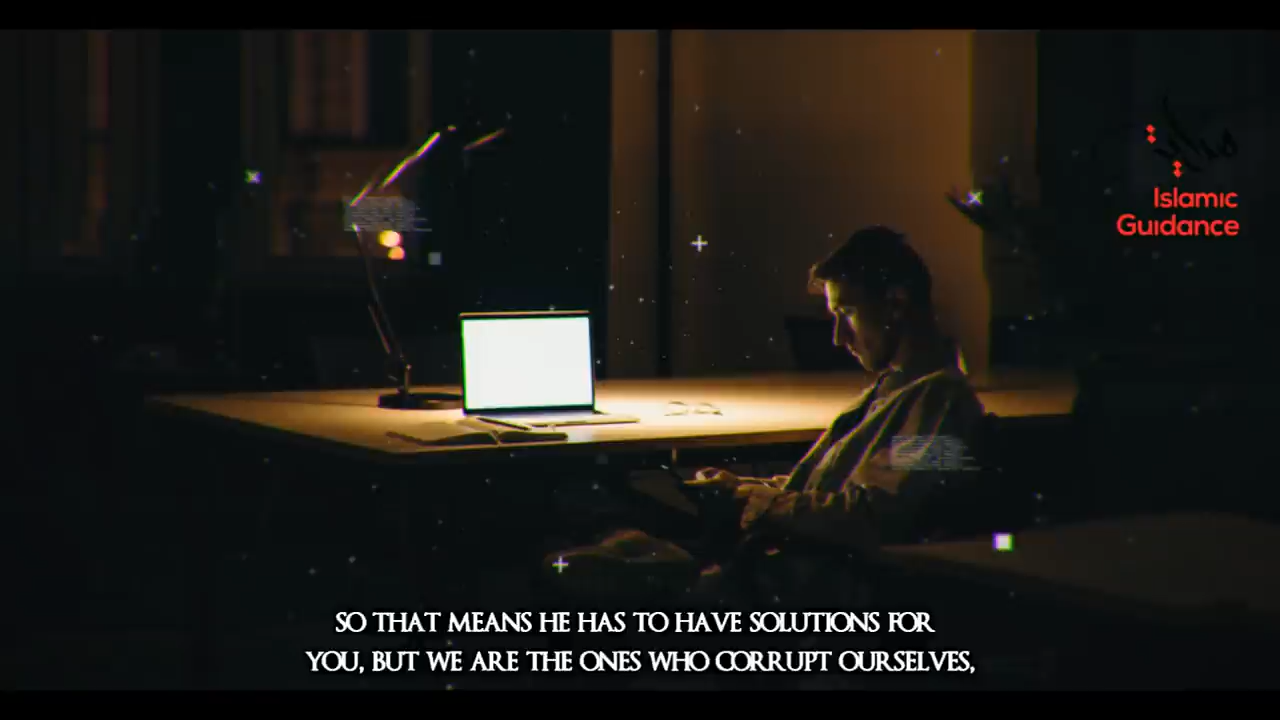 Islamic
Guidance
SO THAT MEANS HE HAS TO HAVE SOLUTIONS FOR
YOU, BUT WE ARE THE ONES WHO CORRUPT OURSELVES,